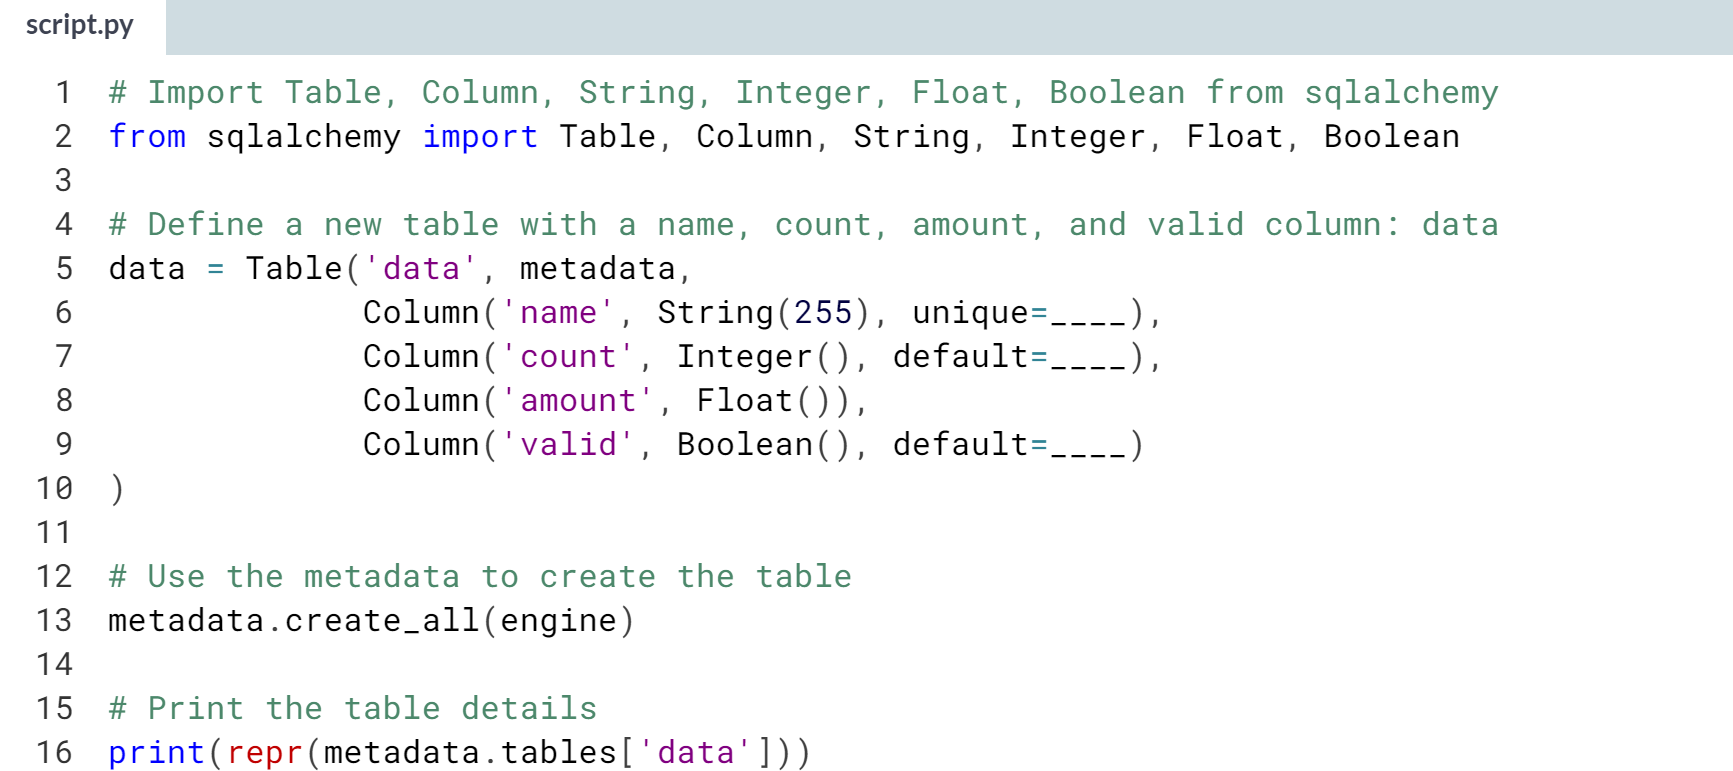 script.py
1 # Import Table, Column, String, Integer, Float, Boolean from sqlalchemy
2 from sqlalchemy import Table, Column, String, Integer, Float, Boolean
3
4 # Define a new table with a name, count, amount, and valid column: data
5 data = Table('data', metadata,
6              Column('name', String(255), unique=____),
7              Column('count', Integer(), default=____),
8              Column('amount', Float()),
9              Column('valid', Boolean(), default=____)
10 )
11
12 # Use the metadata to create the table
13 metadata.create_all(engine)
14
15 # Print the table details
16 print(repr(metadata.tables['data']))